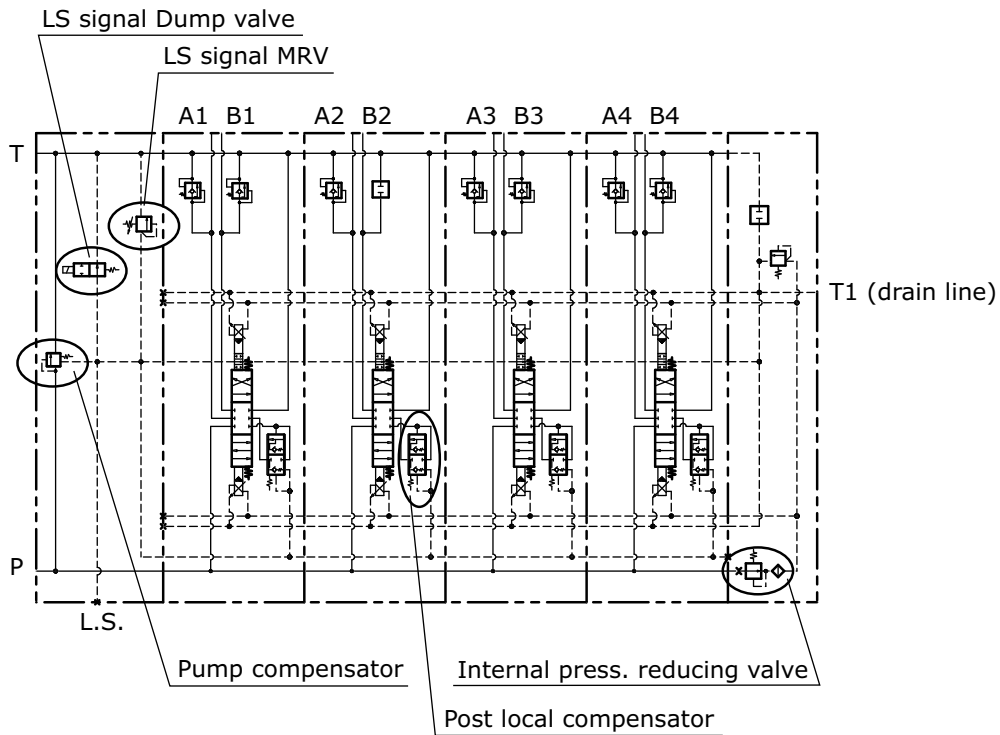 LS signal Dump valve
LS signal MRV
A1 B1 A2 B2 A3 B3 A4 B4
T
T1 (drain line)
P
L.S.
Pump compensator
Internal press. reducing valve
Post local compensator